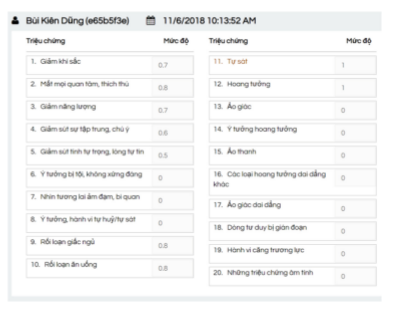 Bùi Kiên Dũng (e65b5f3e) 11/6/2018 10:13:52 AM
Triệu chứng Mức độ
1. Giảm khí sắc 0.7
2. Mất mọi quan tâm, thích thú 0.8
3. Giảm năng lượng 0.7
4. Giảm sút sự tập trung, chú ý 0.6
5. Giảm sút tính tự trọng, lòng tự tin 0.5
6. Ý tưởng bị tội, không xứng đáng 0
7. Nhìn tương lai ảm đạm, bi quan 0
8. Ý tưởng, hành vi tự huỷ/tự sát 0
9. Rối loạn giấc ngủ 0.8
10. Rối loạn ăn uống 0.8
Triệu chứng Mức độ
11. Tự sát 1
12. Hoang tưởng 1
13. Ảo giác 0
14. Ý tưởng hoang tưởng 0
15. Ảo thanh 0
16. Các loại hoang tưởng dai dẳng
khác 0
17. Ảo giác dai dẳng 0
18. Dòng tư duy bị gián đoạn 0
19. Hành vi căng trương lực 0
20. Những triệu chứng âm tính 0